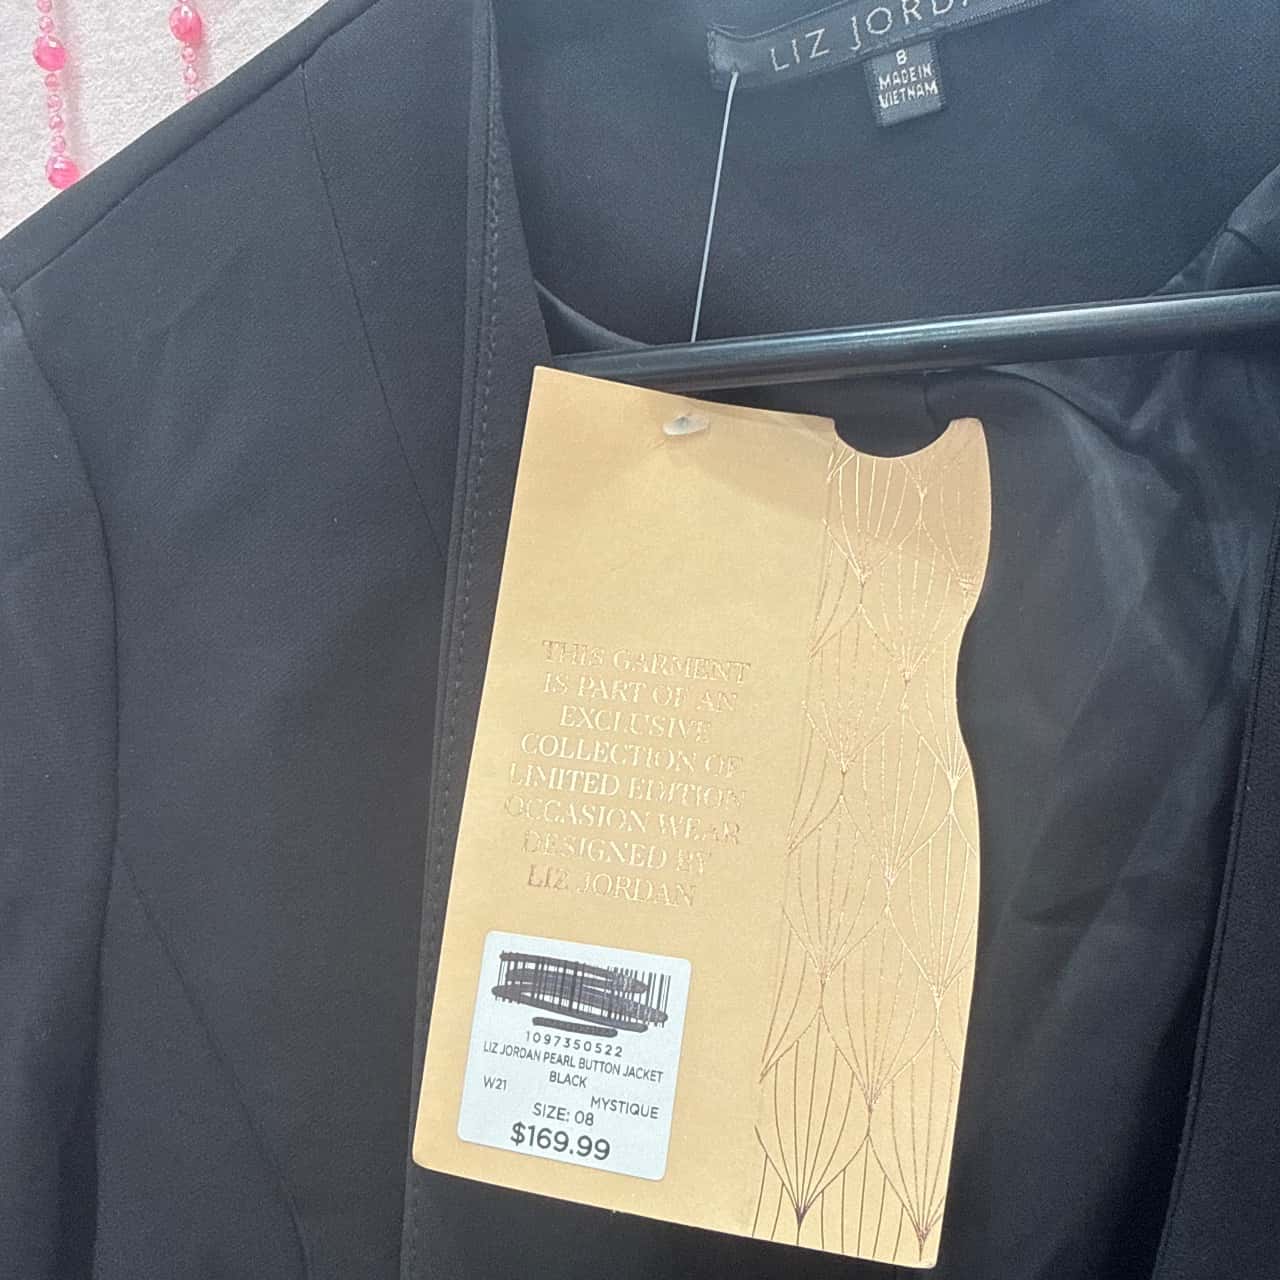 LIZ JORDA
8
MADE IN
VIETNAM
THIS GARMENT
IS PART OF AN
EXCLUSIVE
COLLECTION OF
LIMITED EDITION
OCCASION WEAR
DESIGNED BY
LIZ JORDAN
1097350522
LIZ JORDAN PEARL BUTTON JACKET
BLACK
W21
MYSTIQUE
SIZE: 08
$169.99